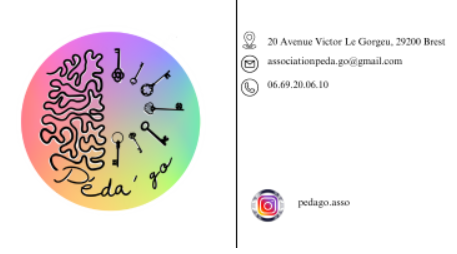 Péda'go
20 Avenue Victor Le Gorgeu, 29200 Brest
associationpeda.go@gmail.com
06.69.20.06.10
pedago.asso